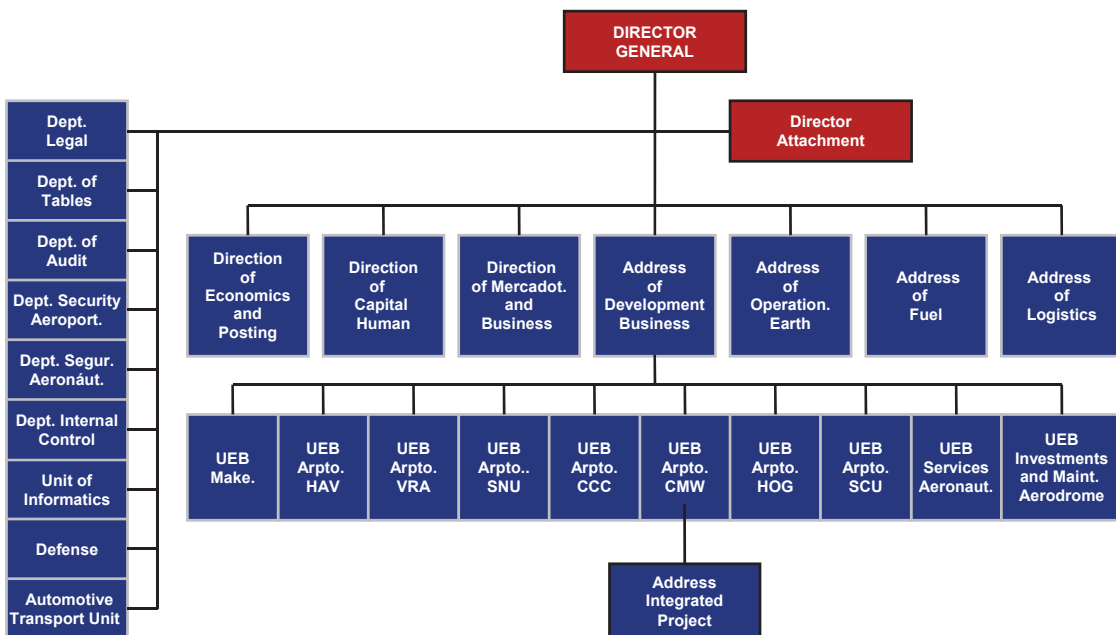 DIRECTOR
GENERAL
Director
Attachment
Dept.
Legal
Dept. of
Tables
Dept. of
Audit
Dept. Security
Aeroport.
Dept. Segur.
Aeronáut.
Dept. Internal
Control
Unit of
Informatics
Defense
Automotive
Transport Unit
Direction
of
Economics
and
Posting
Direction
of
Capital
Human
Direction
of Mercadot.
and
Business
Address
of
Development
Business
Address
of
Operation.
Earth
Address
of
Fuel
Address
of
Logistics
UEB
Make.
UEB
Arpto.
HAV
UEB
Arpto.
VRA
UEB
Arpto..
SNU
UEB
Arpto.
CCC
UEB
Arpto.
CMW
UEB
Arpto.
HOG
UEB
Arpto.
SCU
UEB
Services
Aeronaut.
UEB
Investments
and Maint.
Aerodrome
Address
Integrated
Project